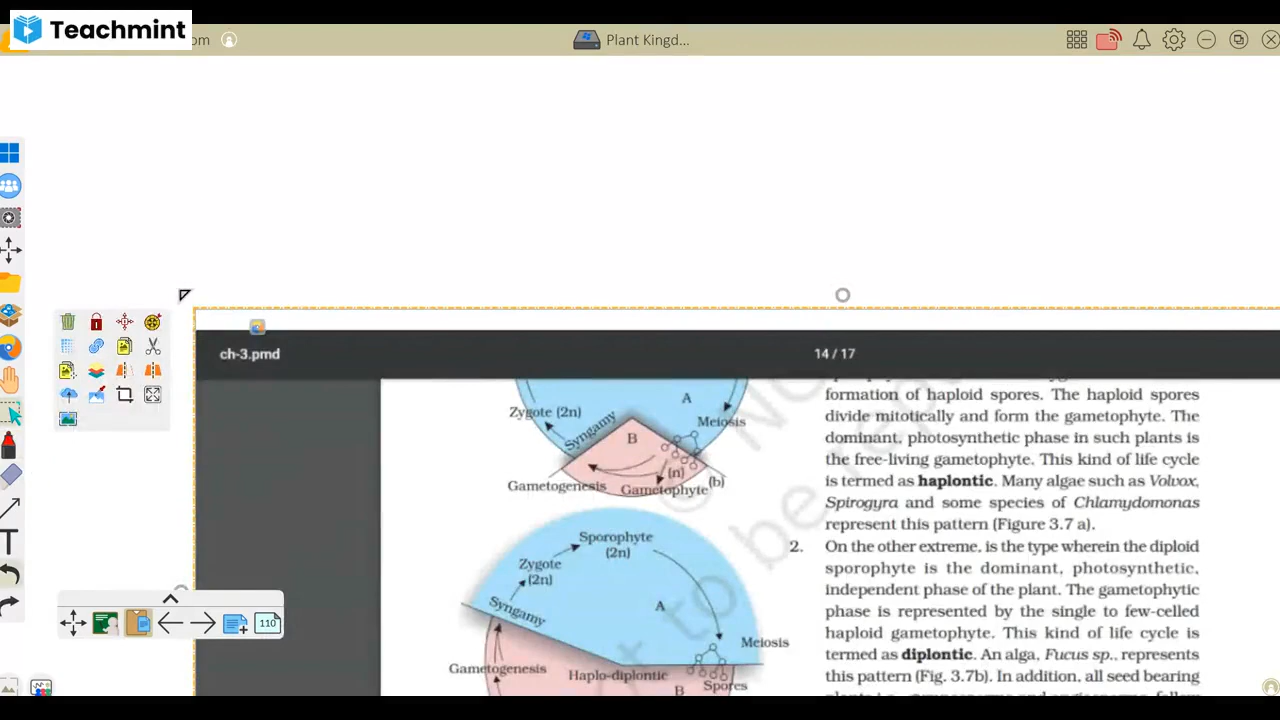 Teachmint
om
Plant Kingd...
ch-3.pmd
14 / 17
A
Zygote (2n)
Meiosis
Syngamy
B
(n)
(b)
Gametogenesis
Gametophyte
Sporophyte
(2n)
Zygote
(2n)
A
Syngamy
Meiosis
Gametogenesis
Haplo-diplontic
B
Spores
formation of haploid spores. The haploid spores
divide mitotically and form the gametophyte. The
dominant, photosynthetic phase in such plants is
the free-living gametophyte. This kind of life cycle
is termed as haplontic. Many algae such as Volvox,
Spirogyra and some species of Chlamydomonas
represent this pattern (Figure 3.7 a).
2. On the other extreme, is the type wherein the diploid
sporophyte is the dominant, photosynthetic,
independent phase of the plant. The gametophytic
phase is represented by the single to few-celled
haploid gametophyte. This kind of life cycle is
termed as diplontic. An alga, Fucus sp., represents
this pattern (Fig. 3.7b). In addition, all seed bearing
110